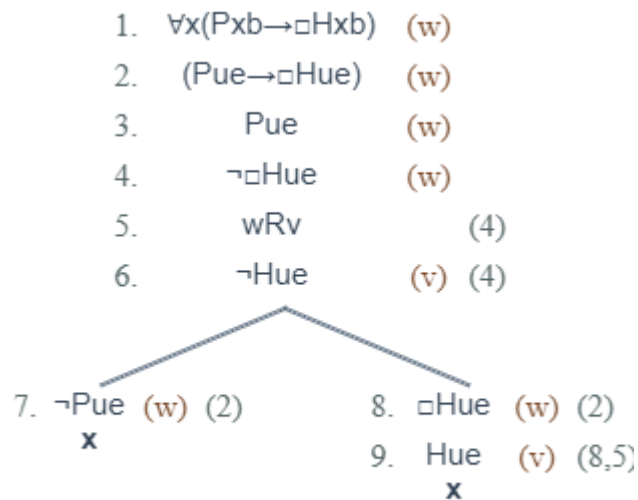 1. ∀x(Pxb→□Hxb) (w)
2. (Pue→□Hue) (w)
3. Pue (w)
4. ¬□Hue (w)
5. wRv (4)
6. ¬Hue (v) (4)
7. ¬Pue (w) (2) 8. □Hue (w) (2)
x 9. Hue (v) (8,5)
x